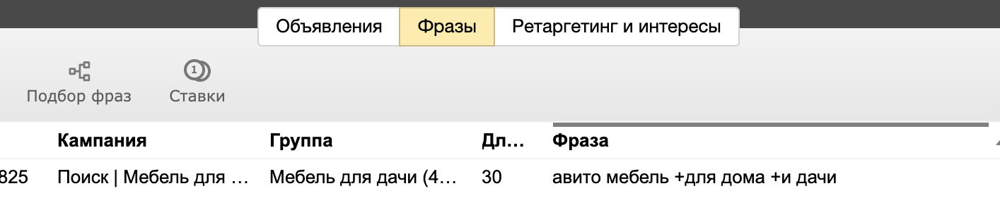 Объявления Фразы Ретаргетинг и интересы
1
Подбор фраз Ставки
Кампания Группа Дл... Фраза
825 Поиск | Мебель для ... Мебель для дачи (4... 30 авито мебель +для дома +и дачи